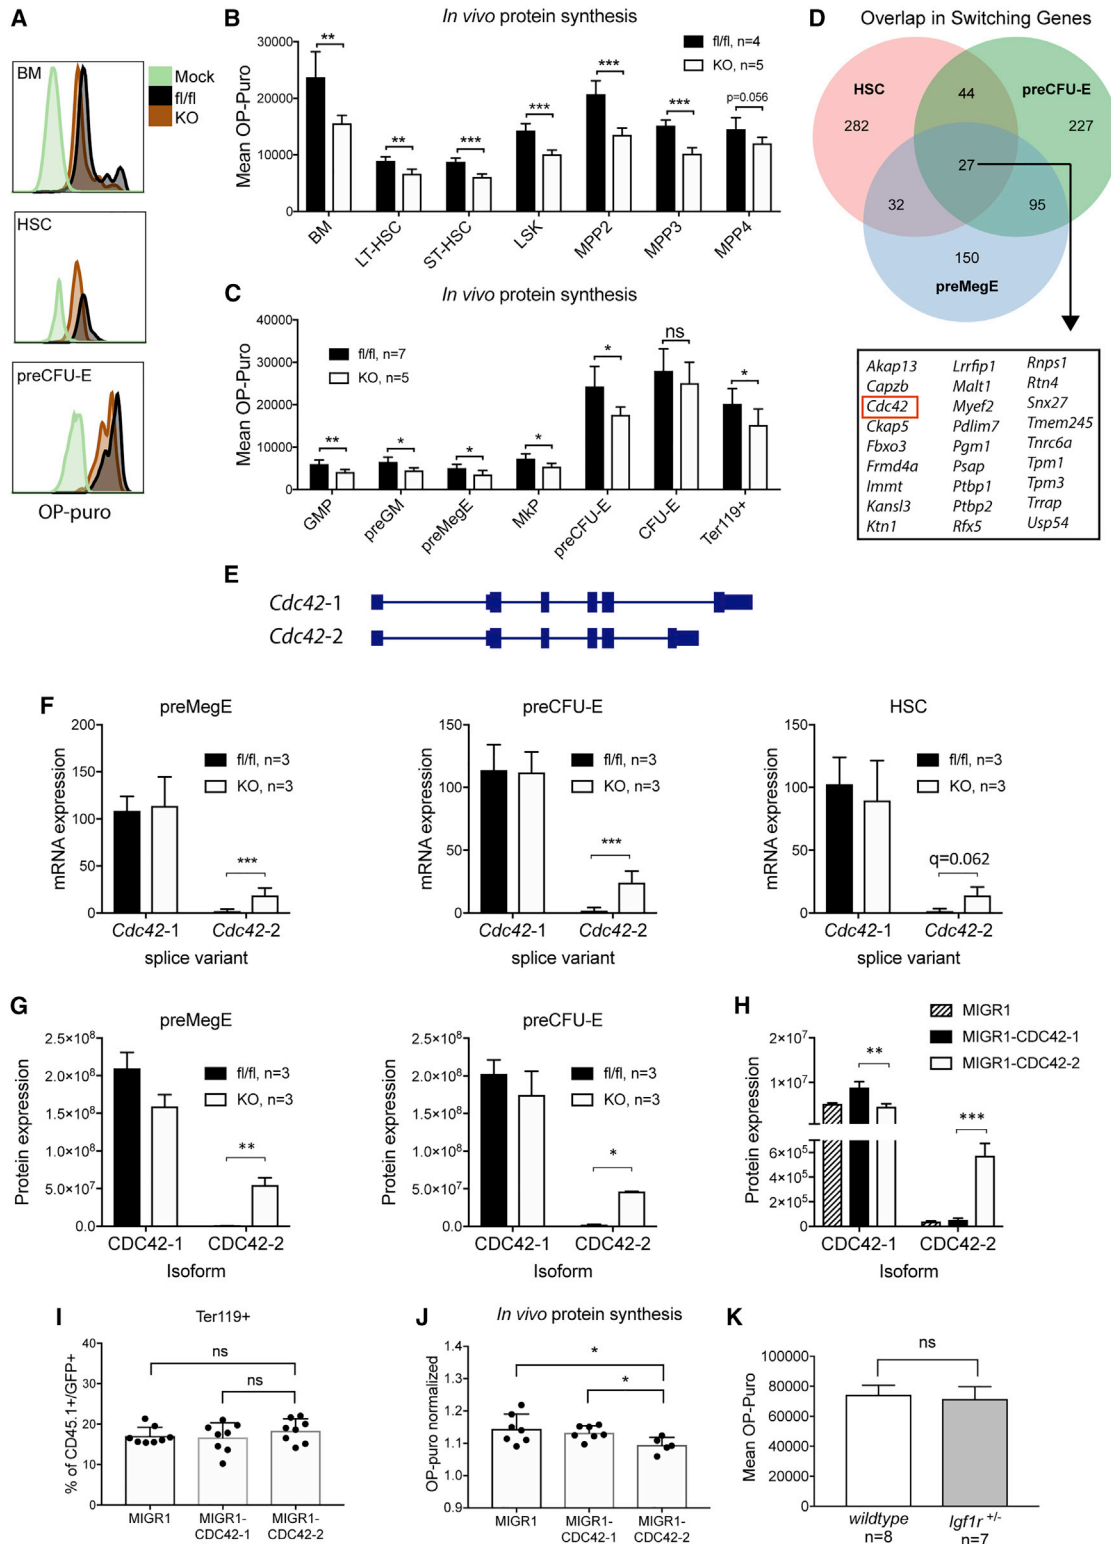 A
BM
Mock
fl/fl
KO
HSC
preCFU-E
OP-puro
B
In vivo protein synthesis
Mean OP-Puro
30000
20000
10000
0
fl/fl, n=4
KO, n=5
**
**
***
***
***
***
p=0.056
BM
LT-HSC
ST-HSC
LSK
MPP2
MPP3
MPP4
C
In vivo protein synthesis
Mean OP-Puro
40000
30000
20000
10000
0
fl/fl, n=7
KO, n=5
**
*
*
*
*
ns
*
GMP
preGM
preMegE
MkP
preCFU-E
CFU-E
Ter119+
D
Overlap in Switching Genes
HSC
44
preCFU-E
282
227
27
32
95
150
preMegE
Akap13
Capzb
Cdc42
Ckap5
Fbxo3
Frmd4a
Immt
Kansl3
Ktn1
Lrrfip1
Malt1
Myef2
Pdlim7
Pgm1
Psap
Ptbp1
Ptbp2
Rfx5
Rnps1
Rtn4
Snx27
Tmem245
Tnrc6a
Tpm1
Tpm3
Trrap
Usp54
E
Cdc42-1
Cdc42-2
F
preMegE
mRNA expression
200
150
100
50
0
fl/fl, n=3
KO, n=3
***
Cdc42-1
Cdc42-2
splice variant
preCFU-E
mRNA expression
150
100
50
0
fl/fl, n=3
KO, n=3
***
Cdc42-1
Cdc42-2
splice variant
HSC
mRNA expression
150
100
50
0
fl/fl, n=3
KO, n=3
q=0.062
Cdc42-1
Cdc42-2
splice variant
G
preMegE
Protein expression
2.5×10⁸
2.0×10⁸
1.5×10⁸
1.0×10⁸
5.0×10⁷
0.0
fl/fl, n=3
KO, n=3
**
CDC42-1
CDC42-2
Isoform
preCFU-E
Protein expression
2.5×10⁸
2.0×10⁸
1.5×10⁸
1.0×10⁸
5.0×10⁷
0.0
fl/fl, n=3
KO, n=3
*
CDC42-1
CDC42-2
Isoform
H
MIGR1
MIGR1-CDC42-1
MIGR1-CDC42-2
Protein expression
2×10⁷
1×10⁷
6×10⁵
4×10⁵
2×10⁵
0
**
***
CDC42-1
CDC42-2
Isoform
I
Ter119+
% of CD45.1+/GFP+
40
30
20
10
0
ns
ns
MIGR1
MIGR1-
CDC42-1
MIGR1-
CDC42-2
J
In vivo protein synthesis
OP-puro normalized
1.4
1.3
1.2
1.1
1.0
0.9
*
*
MIGR1
MIGR1-
CDC42-1
MIGR1-
CDC42-2
K
Mean OP-Puro
100000
80000
60000
40000
20000
0
ns
wildtype
n=8
Igf1r +/-
n=7